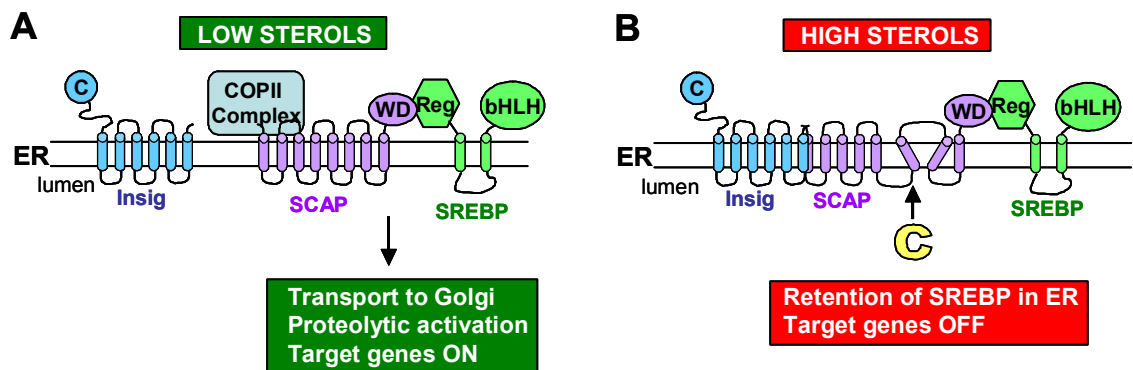 A
LOW STEROLS
C
COPII
Complex
WD
Reg
bHLH
ER
lumen
Insig
SCAP
SREBP
Transport to Golgi
Proteolytic activation
Target genes ON
B
HIGH STEROLS
C
WD
Reg
bHLH
ER
lumen
Insig
SCAP
SREBP
C
Retention of SREBP in ER
Target genes OFF